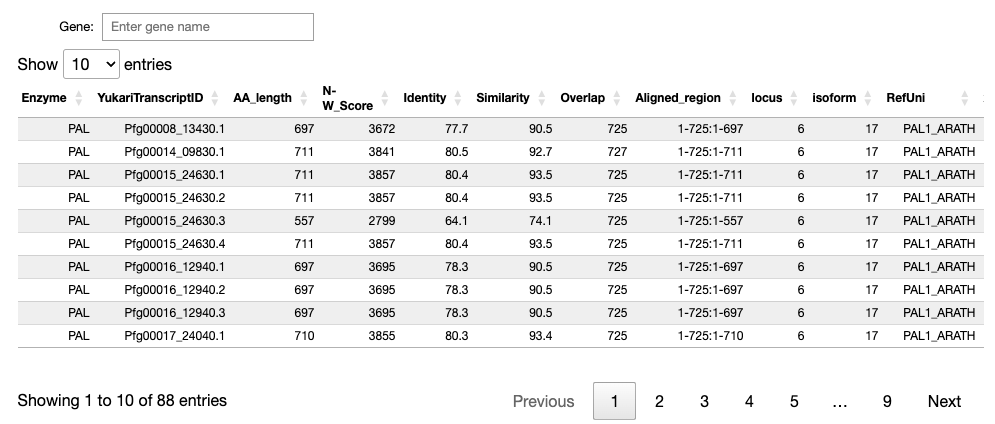 Gene: Enter gene name
Show 10 entries
Enzyme YukariTranscriptID AA_length N-W_Score Identity Similarity Overlap Aligned_region locus isoform RefUni
PAL Pfg00008_13430.1 697 3672 77.7 90.5 725 1-725:1-697 6 17 PAL1_ARATH
PAL Pfg00014_09830.1 711 3841 80.5 92.7 727 1-725:1-711 6 17 PAL1_ARATH
PAL Pfg00015_24630.1 711 3857 80.4 93.5 725 1-725:1-711 6 17 PAL1_ARATH
PAL Pfg00015_24630.2 711 3857 80.4 93.5 725 1-725:1-711 6 17 PAL1_ARATH
PAL Pfg00015_24630.3 557 2799 64.1 74.1 725 1-725:1-557 6 17 PAL1_ARATH
PAL Pfg00015_24630.4 711 3857 80.4 93.5 725 1-725:1-711 6 17 PAL1_ARATH
PAL Pfg00016_12940.1 697 3695 78.3 90.5 725 1-725:1-697 6 17 PAL1_ARATH
PAL Pfg00016_12940.2 697 3695 78.3 90.5 725 1-725:1-697 6 17 PAL1_ARATH
PAL Pfg00016_12940.3 697 3695 78.3 90.5 725 1-725:1-697 6 17 PAL1_ARATH
PAL Pfg00017_24040.1 710 3855 80.3 93.4 725 1-725:1-710 6 17 PAL1_ARATH
Showing 1 to 10 of 88 entries Previous 1 2 3 4 5 … 9 Next